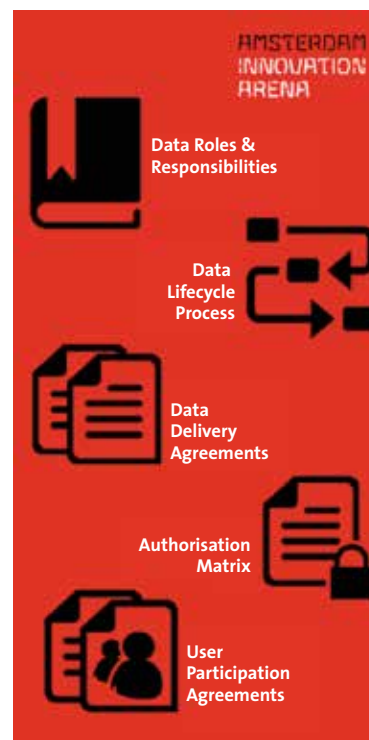 AMSTERDAM
INNOVATION
ARENA
Data Roles &
Responsibilities
Data
Lifecycle
Process
Data
Delivery
Agreements
Authorisation
Matrix
User
Participation
Agreements